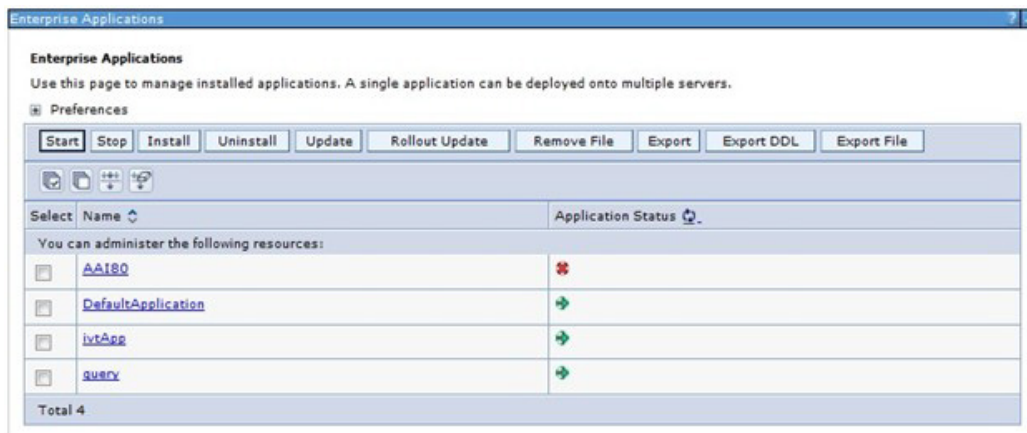 Enterprise Applications
?
Enterprise Applications
Use this page to manage installed applications. A single application can be deployed onto multiple servers.
Preferences
Start Stop Install Uninstall Update Rollout Update Remove File Export Export DDL Export File
Select Name Application Status
You can administer the following resources:
AAI80
DefaultApplication
ivtApp
query
Total 4